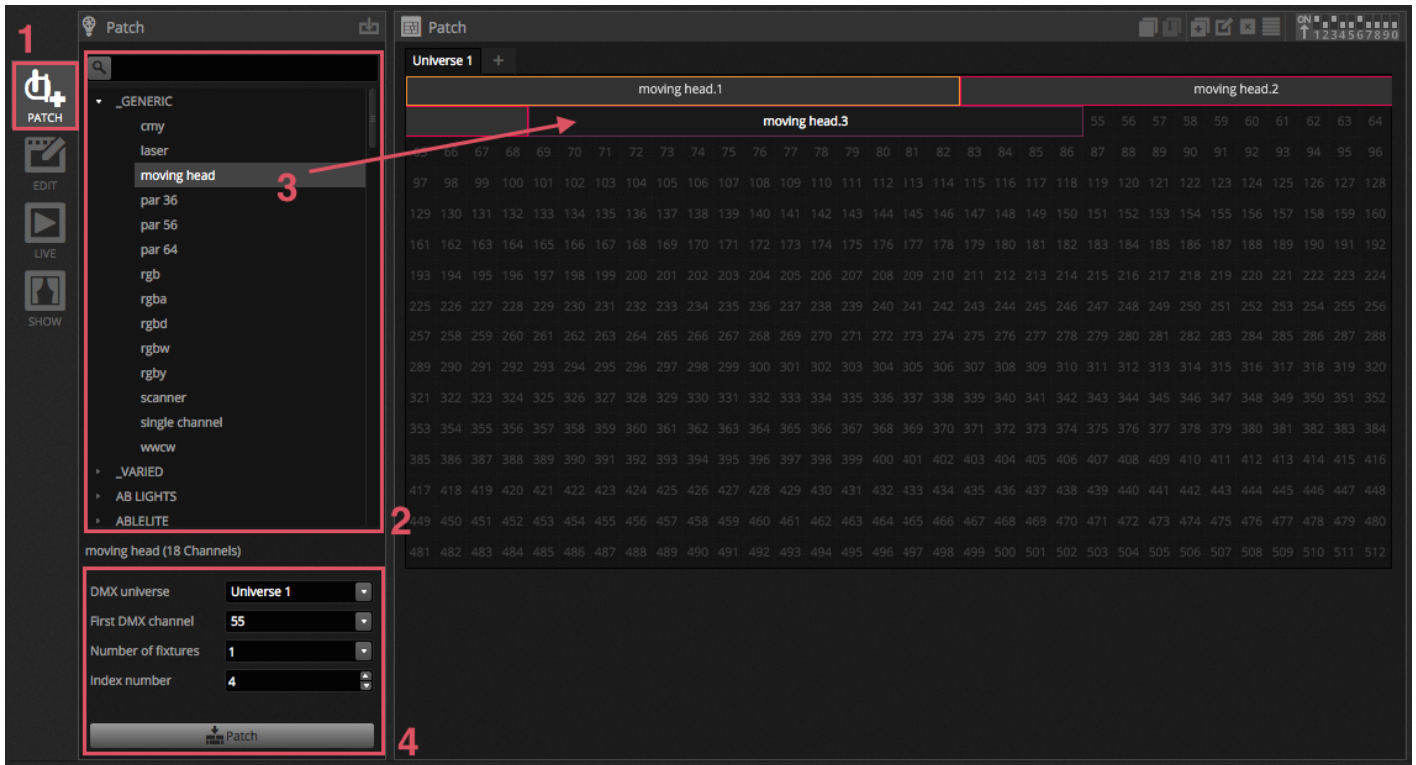 1
PATCH
EDIT
LIVE
SHOW
Patch
_GENERIC
cmy
laser
moving head
par 36
par 56
par 64
rgb
rgba
rgbd
rgbw
rgby
scanner
single channel
wwcw
_VARIED
AB LIGHTS
ABLELITE
2
3
moving head (18 Channels)
DMX universe Universe 1
First DMX channel 55
Number of fixtures 1
Index number 4
Patch
4
Patch
ON
1 2 3 4 5 6 7 8 9 0
Universe 1 +
moving head.1 moving head.2
moving head.3 55 56 57 58 59 60 61 62 63 64
65 66 67 68 69 70 71 72 73 74 75 76 77 78 79 80 81 82 83 84 85 86 87 88 89 90 91 92 93 94 95 96
97 98 99 100 101 102 103 104 105 106 107 108 109 110 111 112 113 114 115 116 117 118 119 120 121 122 123 124 125 126 127 128
129 130 131 132 133 134 135 136 137 138 139 140 141 142 143 144 145 146 147 148 149 150 151 152 153 154 155 156 157 158 159 160
161 162 163 164 165 166 167 168 169 170 171 172 173 174 175 176 177 178 179 180 181 182 183 184 185 186 187 188 189 190 191 192
193 194 195 196 197 198 199 200 201 202 203 204 205 206 207 208 209 210 211 212 213 214 215 216 217 218 219 220 221 222 223 224
225 226 227 228 229 230 231 232 233 234 235 236 237 238 239 240 241 242 243 244 245 246 247 248 249 250 251 252 253 254 255 256
257 258 259 260 261 262 263 264 265 266 267 268 269 270 271 272 273 274 275 276 277 278 279 280 281 282 283 284 285 286 287 288
289 290 291 292 293 294 295 296 297 298 299 300 301 302 303 304 305 306 307 308 309 310 311 312 313 314 315 316 317 318 319 320
321 322 323 324 325 326 327 328 329 330 331 332 333 334 335 336 337 338 339 340 341 342 343 344 345 346 347 348 349 350 351 352
353 354 355 356 357 358 359 360 361 362 363 364 365 366 367 368 369 370 371 372 373 374 375 376 377 378 379 380 381 382 383 384
385 386 387 388 389 390 391 392 393 394 395 396 397 398 399 400 401 402 403 404 405 406 407 408 409 410 411 412 413 414 415 416
417 418 419 420 421 422 423 424 425 426 427 428 429 430 431 432 433 434 435 436 437 438 439 440 441 442 443 444 445 446 447 448
449 450 451 452 453 454 455 456 457 458 459 460 461 462 463 464 465 466 467 468 469 470 471 472 473 474 475 476 477 478 479 480
481 482 483 484 485 486 487 488 489 490 491 492 493 494 495 496 497 498 499 500 501 502 503 504 505 506 507 508 509 510 511 512